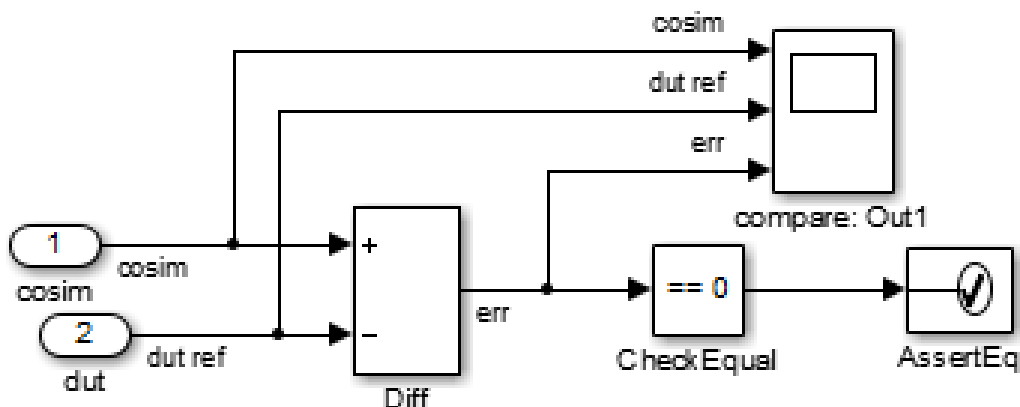 cosim
dut ref
err
compare: Out1
1
cosim
cosim
2
dut ref
dut
+
−
err
Diff
== 0
CheckEqual
AssertEq